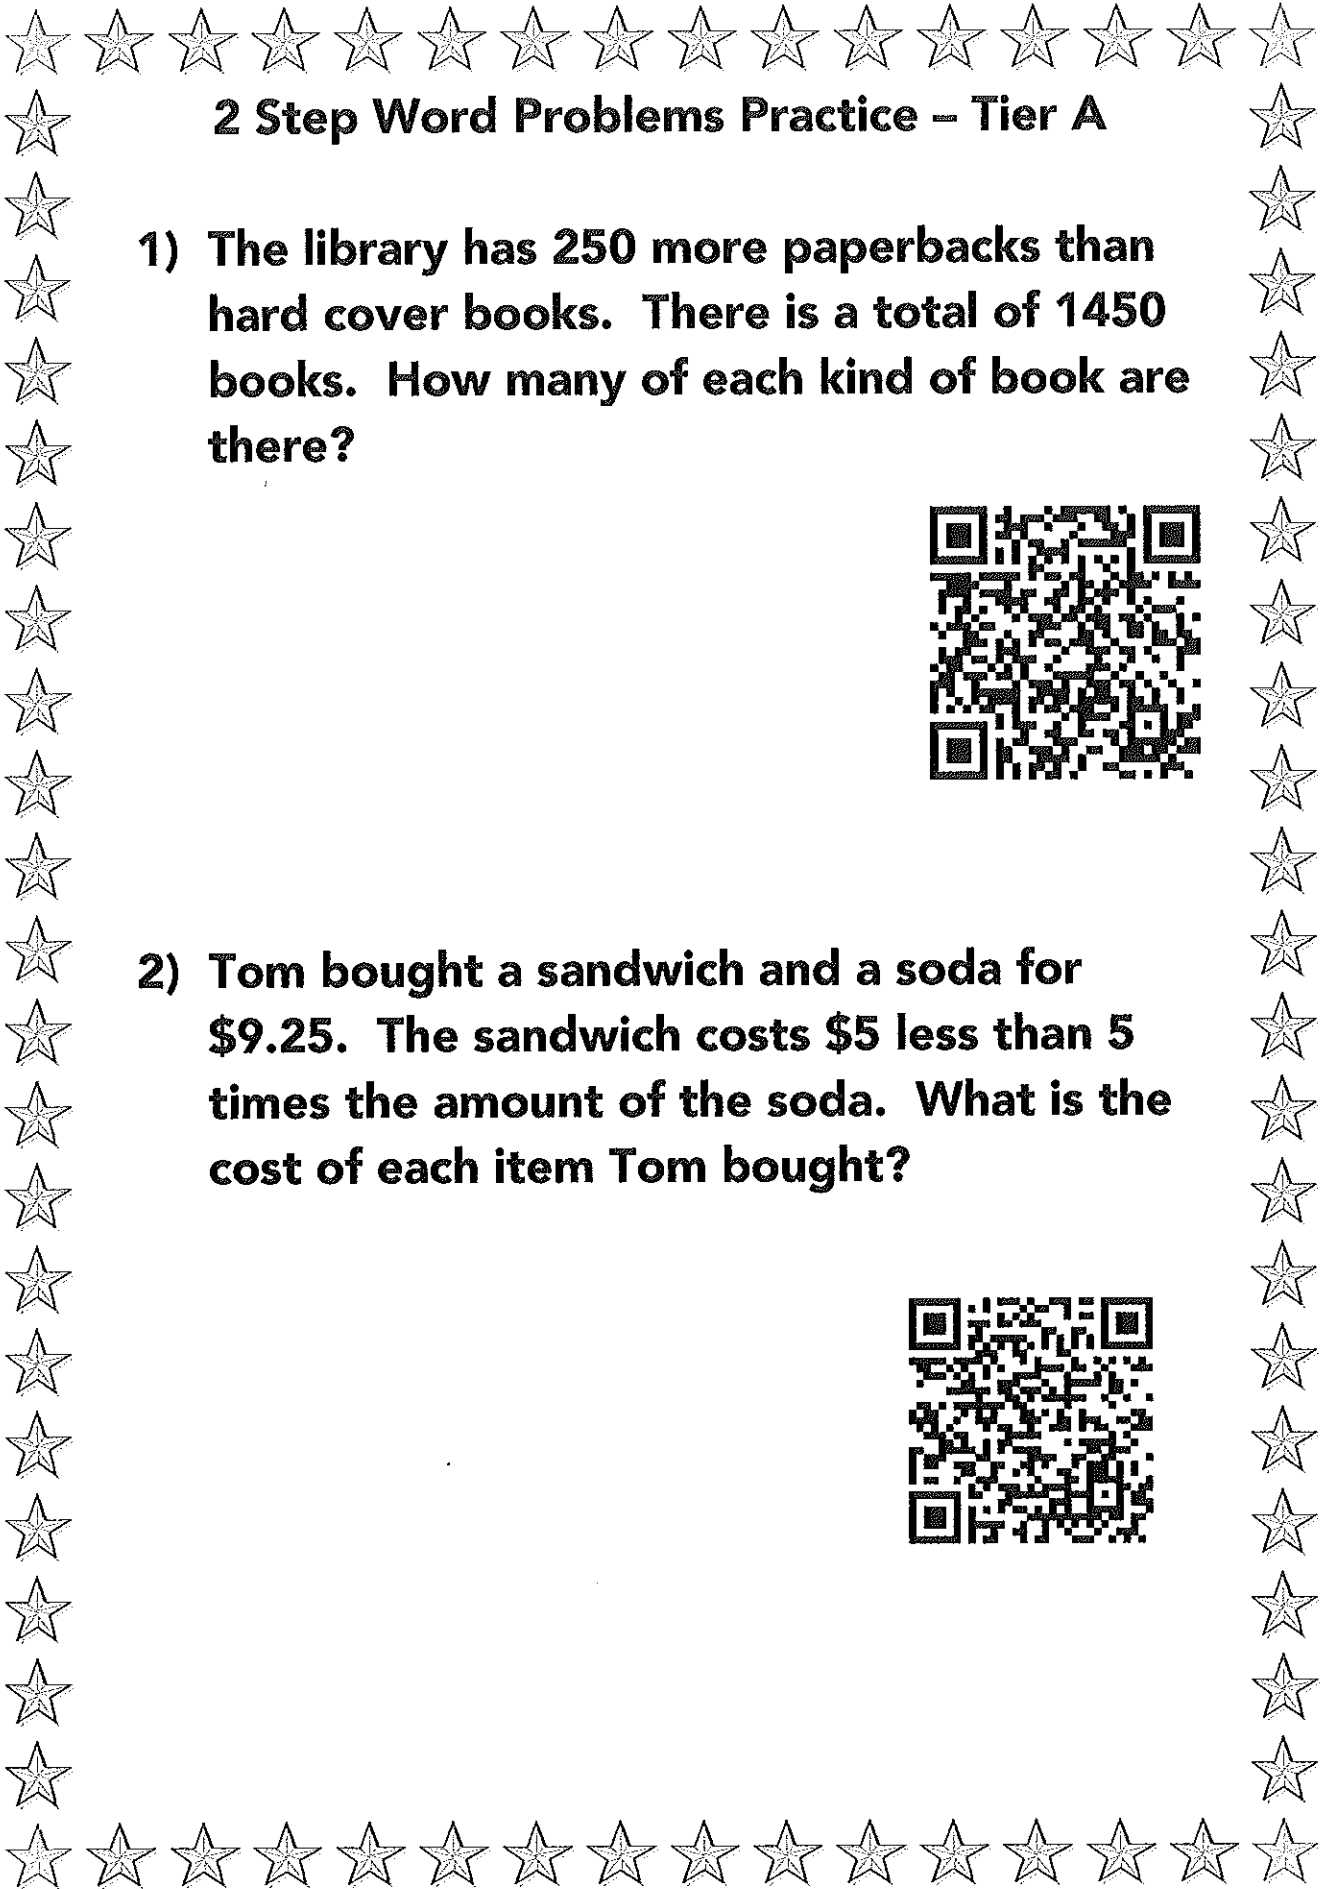 2 Step Word Problems Practice – Tier A
1) The library has 250 more paperbacks than
hard cover books. There is a total of 1450
books. How many of each kind of book are
there?
2) Tom bought a sandwich and a soda for
$9.25. The sandwich costs $5 less than 5
times the amount of the soda. What is the
cost of each item Tom bought?